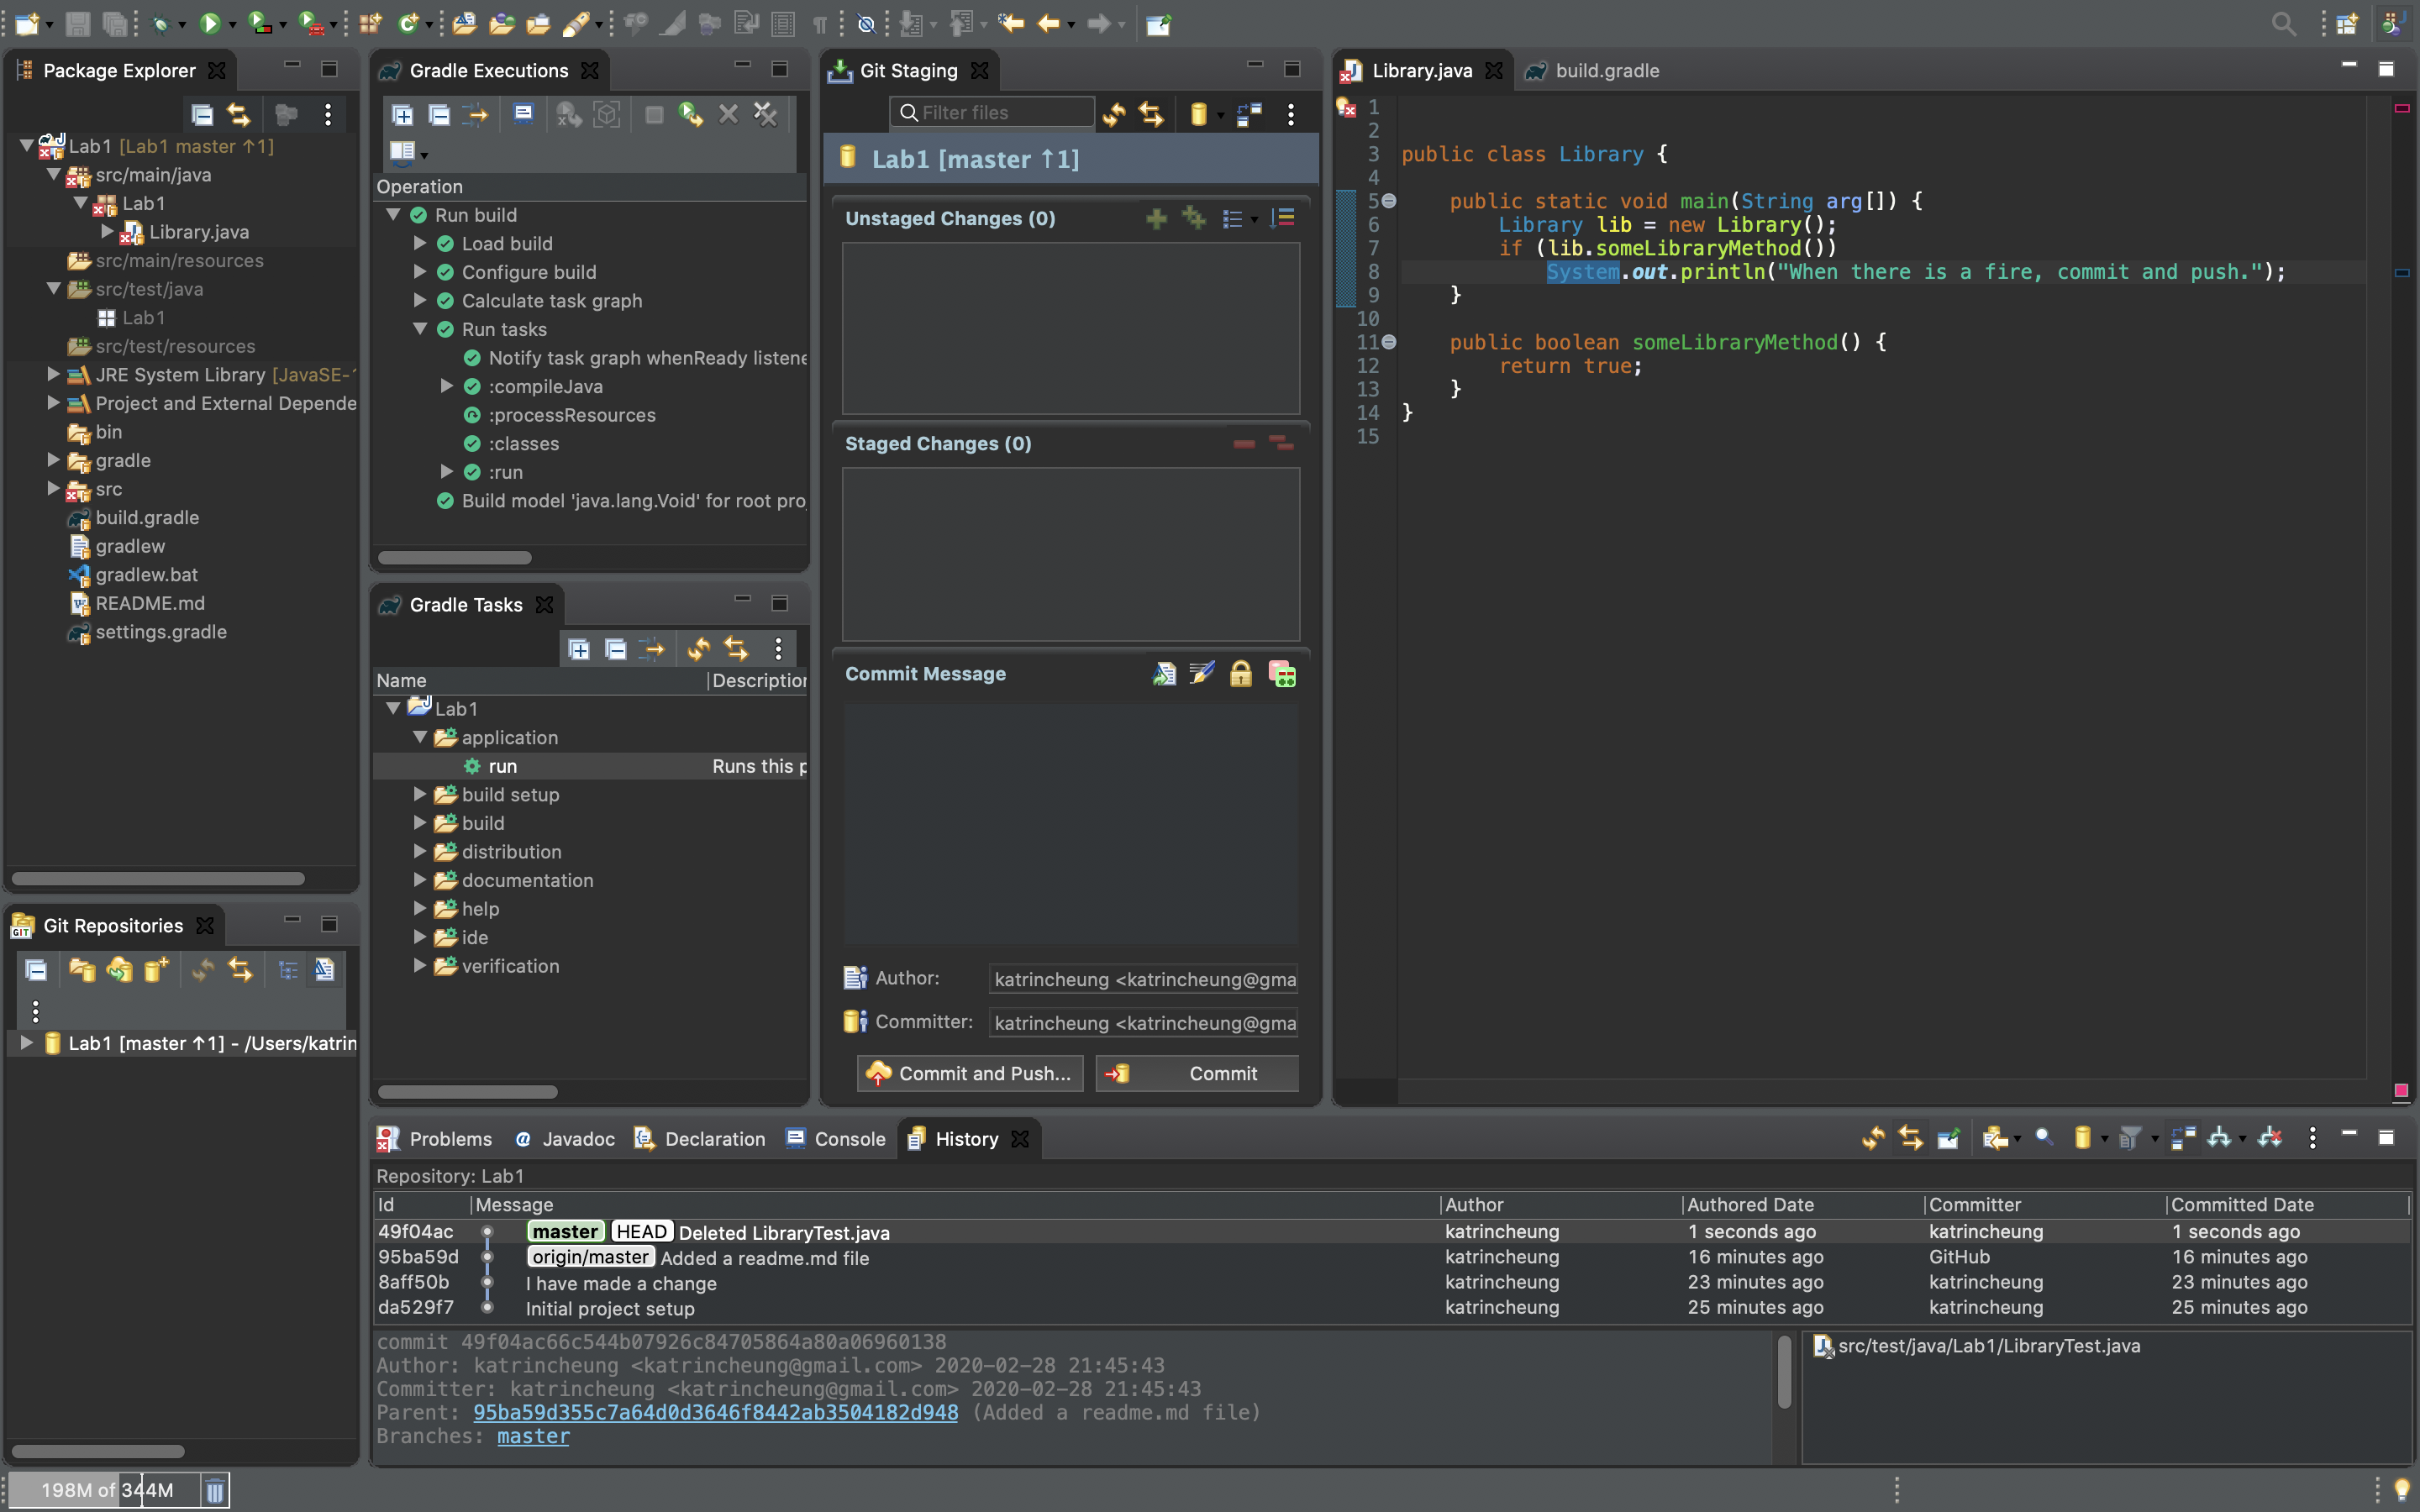 Package Explorer
Lab1 [Lab1 master ↑1]
src/main/java
Lab1
Library.java
src/main/resources
src/test/java
Lab1
src/test/resources
JRE System Library [JavaSE-1
Project and External Depende
bin
gradle
src
build.gradle
gradlew
gradlew.bat
README.md
settings.gradle
Git Repositories
GIT
Lab1 [master ↑1] - /Users/katrin
198M of 344M
Gradle Executions
Operation
Run build
Load build
Configure build
Calculate task graph
Run tasks
Notify task graph whenReady listene
:compileJava
:processResources
:classes
:run
Build model 'java.lang.Void' for root pro
Gradle Tasks
Name Description
Lab1
application
run Runs this p
build setup
build
distribution
documentation
help
ide
verification
Git Staging
Filter files
Lab1 [master ↑1]
Unstaged Changes (0)
Staged Changes (0)
Commit Message
Author: katrincheung <katrincheung@gma
Committer: katrincheung <katrincheung@gma
Commit and Push...
Commit
Library.java
build.gradle
1
2
3 public class Library {
4
5 public static void main(String arg[]) {
6 Library lib = new Library();
7 if (lib.someLibraryMethod())
8 System.out.println("When there is a fire, commit and push.");
9 }
10
11 public boolean someLibraryMethod() {
12 return true;
13 }
14 }
15
Problems
@ Javadoc
Declaration
Console
History
Repository: Lab1
Id Message Author Authored Date Committer Committed Date
49f04ac master HEAD Deleted LibraryTest.java katrincheung 1 seconds ago katrincheung 1 seconds ago
95ba59d origin/master Added a readme.md file katrincheung 16 minutes ago GitHub 16 minutes ago
8aff50b I have made a change katrincheung 23 minutes ago katrincheung 23 minutes ago
da529f7 Initial project setup katrincheung 25 minutes ago katrincheung 25 minutes ago
commit 49f04ac66c544b07926c84705864a80a06960138
Author: katrincheung <katrincheung@gmail.com> 2020-02-28 21:45:43
Committer: katrincheung <katrincheung@gmail.com> 2020-02-28 21:45:43
Parent: 95ba59d355c7a64d0d3646f8442ab3504182d948 (Added a readme.md file)
Branches: master
src/test/java/Lab1/LibraryTest.java